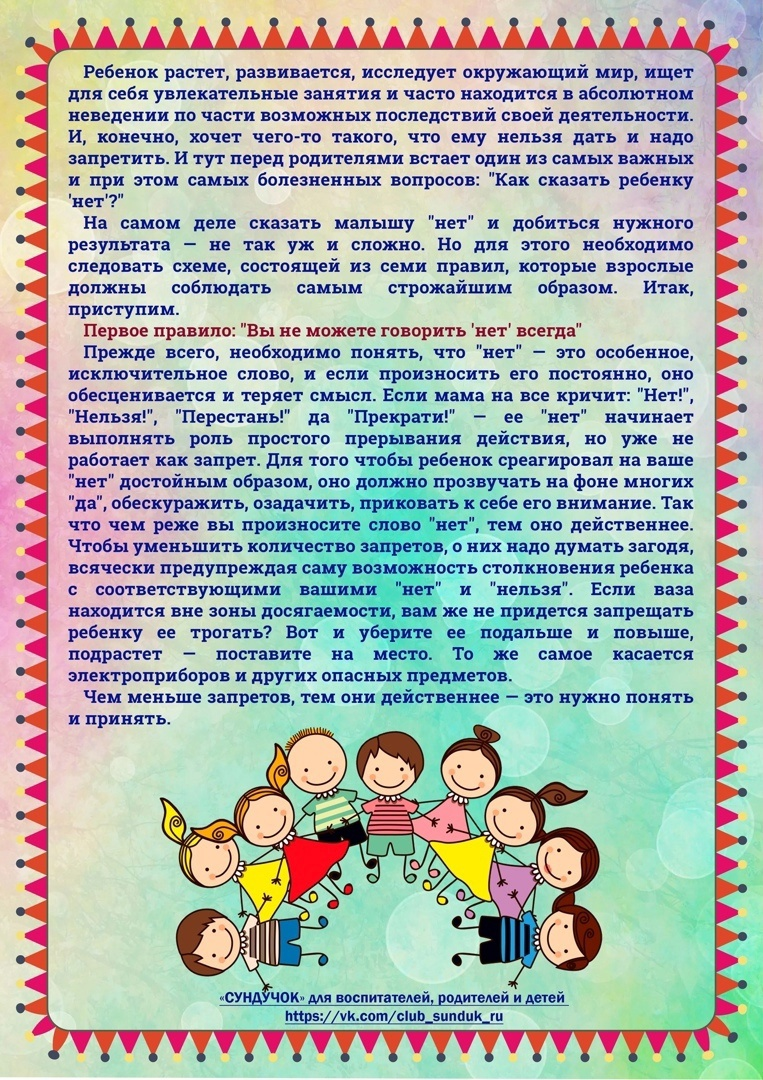 Ребенок растет, развивается, исследует окружающий мир, ищет
для себя увлекательные занятия и часто находится в абсолютном
неведении по части возможных последствий своей деятельности.
И, конечно, хочет чего-то такого, что ему нельзя дать и надо
запретить. И тут перед родителями встает один из самых важных
и при этом самых болезненных вопросов: "Как сказать ребенку
'нет'?"
На самом деле сказать малышу "нет" и добиться нужного
результата — не так уж и сложно. Но для этого необходимо
следовать схеме, состоящей из семи правил, которые взрослые
должны соблюдать самым строжайшим образом. Итак,
приступим.
Первое правило: "Вы не можете говорить 'нет' всегда"
Прежде всего, необходимо понять, что "нет" — это особенное,
исключительное слово, и если произносить его постоянно, оно
обесценивается и теряет смысл. Если мама на все кричит: "Нет!",
"Нельзя!", "Перестань!" да "Прекрати!" — ее "нет" начинает
выполнять роль простого прерывания действия, но уже не
работает как запрет. Для того чтобы ребенок среагировал на ваше
"нет" достойным образом, оно должно прозвучать на фоне многих
"да", обескуражить, озадачить, приковать к себе его внимание. Так
что чем реже вы произносите слово "нет", тем оно действеннее.
Чтобы уменьшить количество запретов, о них надо думать загодя,
всячески предупреждая саму возможность столкновения ребенка
с соответствующими вашими "нет" и "нельзя". Если ваза
находится вне зоны досягаемости, вам же не придется запрещать
ребенку ее трогать? Вот и уберите ее подальше и повыше,
подрастет — поставите на место. То же самое касается
электроприборов и других опасных предметов.
Чем меньше запретов, тем они действеннее — это нужно понять
и принять.
«СУНДУЧОК» для воспитателей, родителей и детей
https://vk.com/club_sunduk_ru